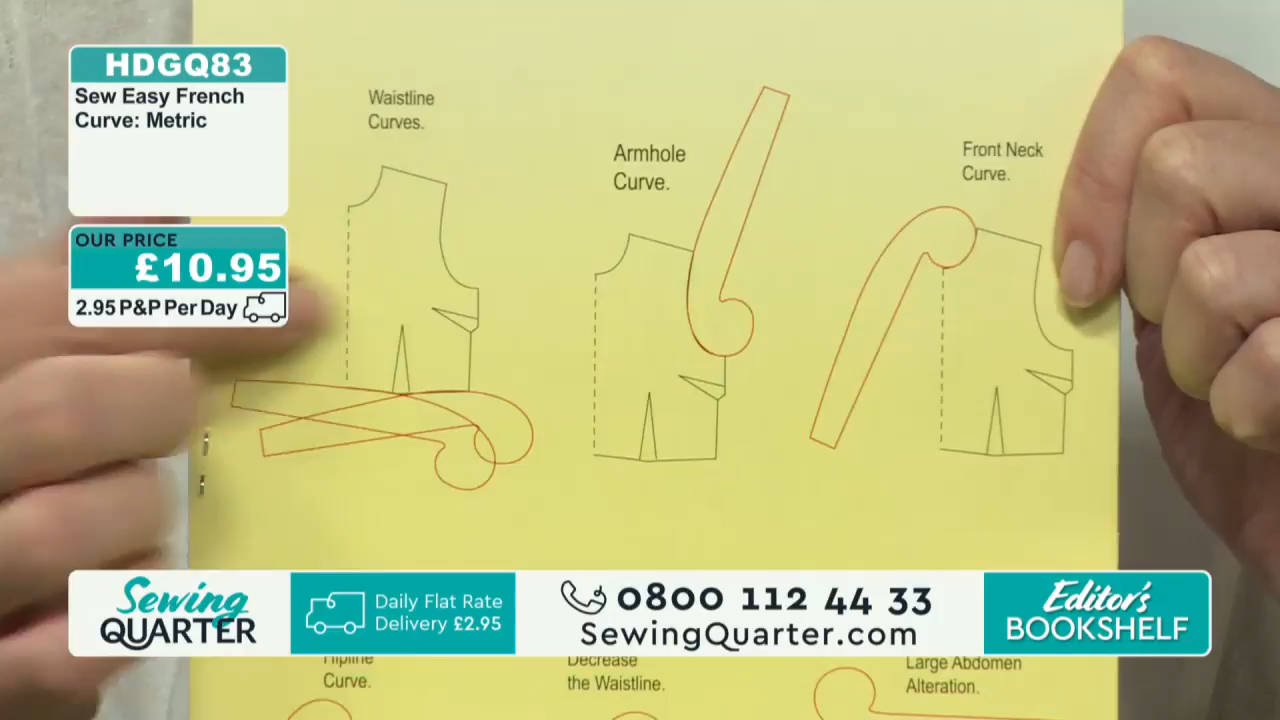 HDGQ83
Sew Easy French
Curve: Metric
OUR PRICE
£10.95
2.95 P&P Per Day
Waistline
Curves.
Armhole
Curve.
Front Neck
Curve.
Sewing
QUARTER
Daily Flat Rate
Delivery £2.95
0800 112 44 33
SewingQuarter.com
Editor's
BOOKSHELF
Hipline
Curve.
Decrease
the Waistline.
Large Abdomen
Alteration.